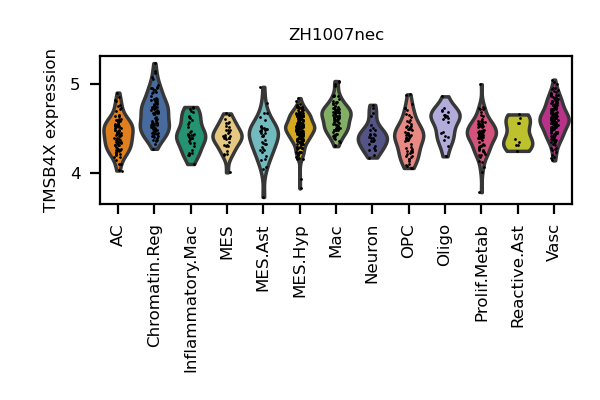 ZH1007nec
TMSB4X expression
5
4
AC
Chromatin.Reg
Inflammatory.Mac
MES
MES.Ast
MES.Hyp
Mac
Neuron
OPC
Oligo
Prolif.Metab
Reactive.Ast
Vasc